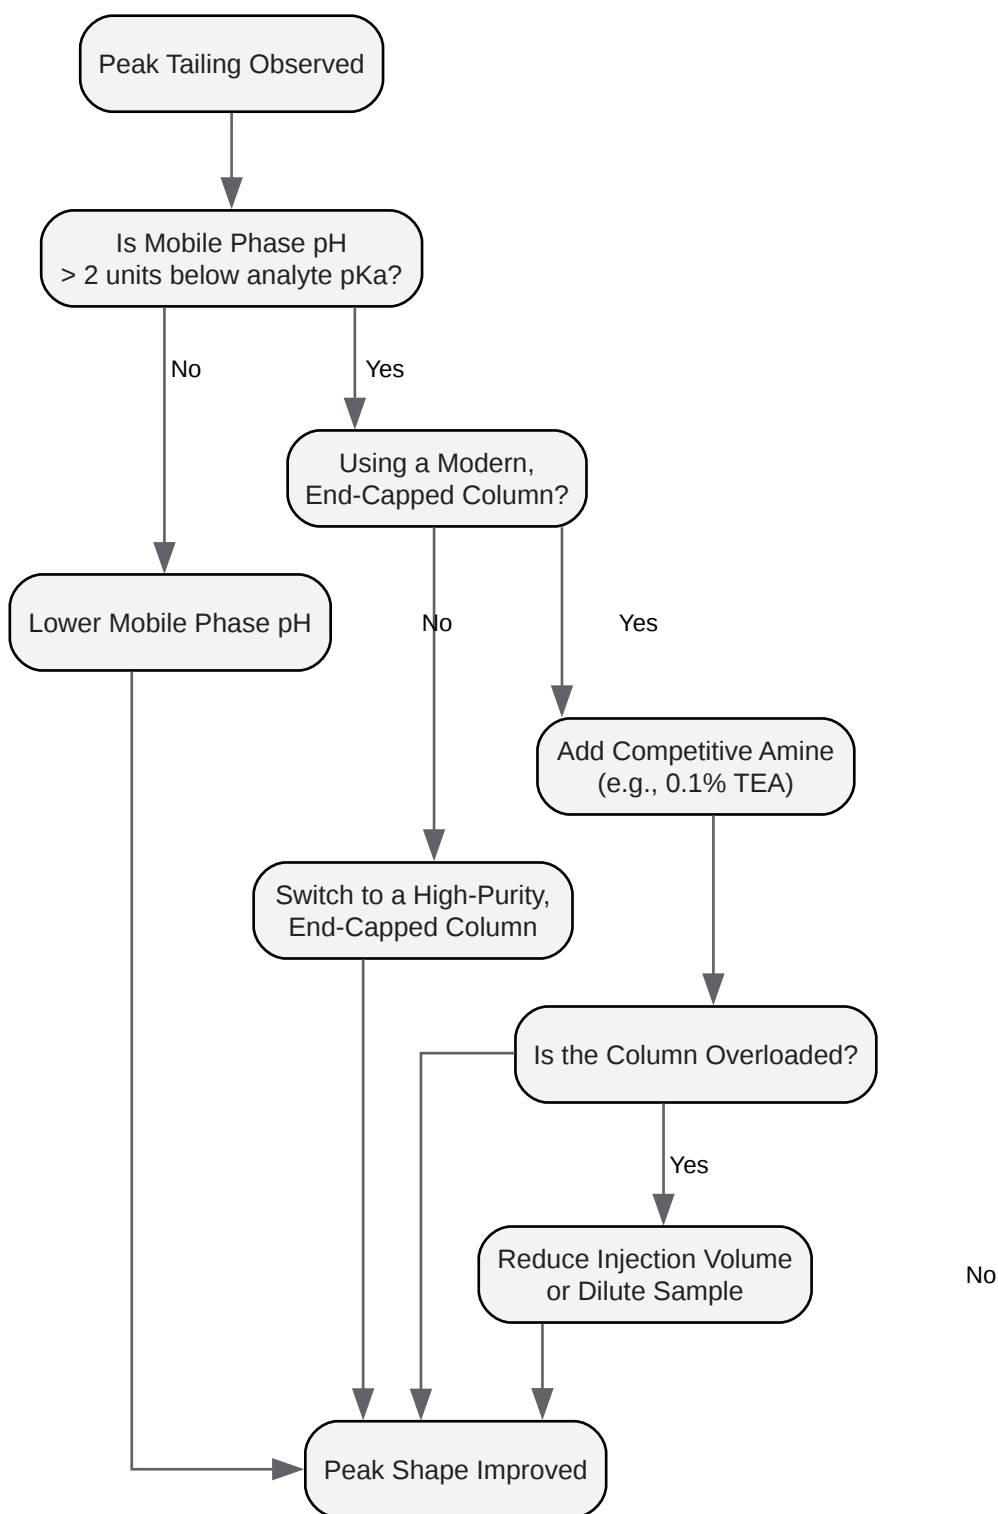 Peak Tailing Observed
Is Mobile Phase pH
> 2 units below analyte pKa?
No
Yes
Using a Modern,
End-Capped Column?
Lower Mobile Phase pH
No
Yes
Add Competitive Amine
(e.g., 0.1% TEA)
Switch to a High-Purity,
End-Capped Column
Is the Column Overloaded?
Yes
Reduce Injection Volume
or Dilute Sample
No
Peak Shape Improved